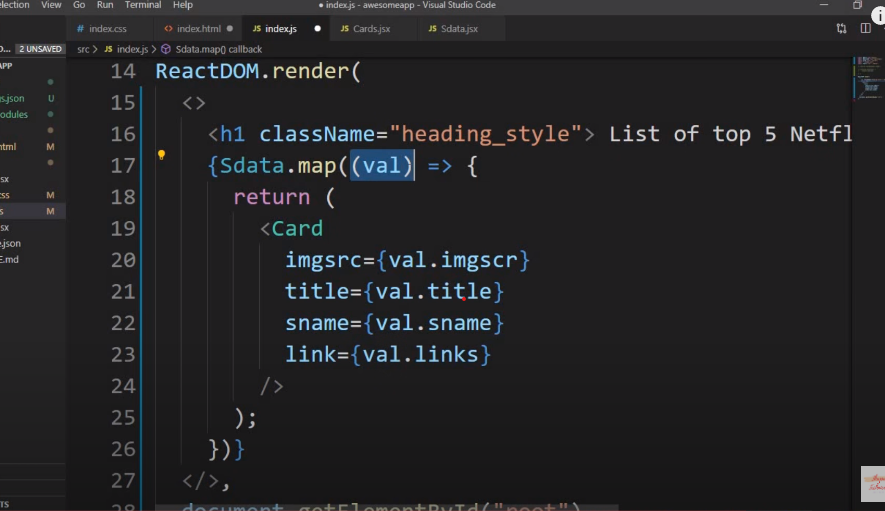 election View Go Run Terminal Help
• index.js - awesomeapp - Visual Studio Code
# index.css <> index.html ● JS index.js ● JS Cards.jsx JS Sdata.jsx
D... 2 UNSAVED
src > JS index.js > Sdata.map() callback
APP
s.json U
odules
html M
sx
ss M
s M
sx
e.json
E.md
TS
14 ReactDOM.render(
15 <>
16 <h1 className="heading_style"> List of top 5 Netfl
17 {Sdata.map((val) => {
18 return (
19 <Card
20 imgsrc={val.imgscr}
21 title={val.title}
22 sname={val.sname}
23 link={val.links}
24 />
25 );
26 })}
27 </>,
28 document.getElementById("root")